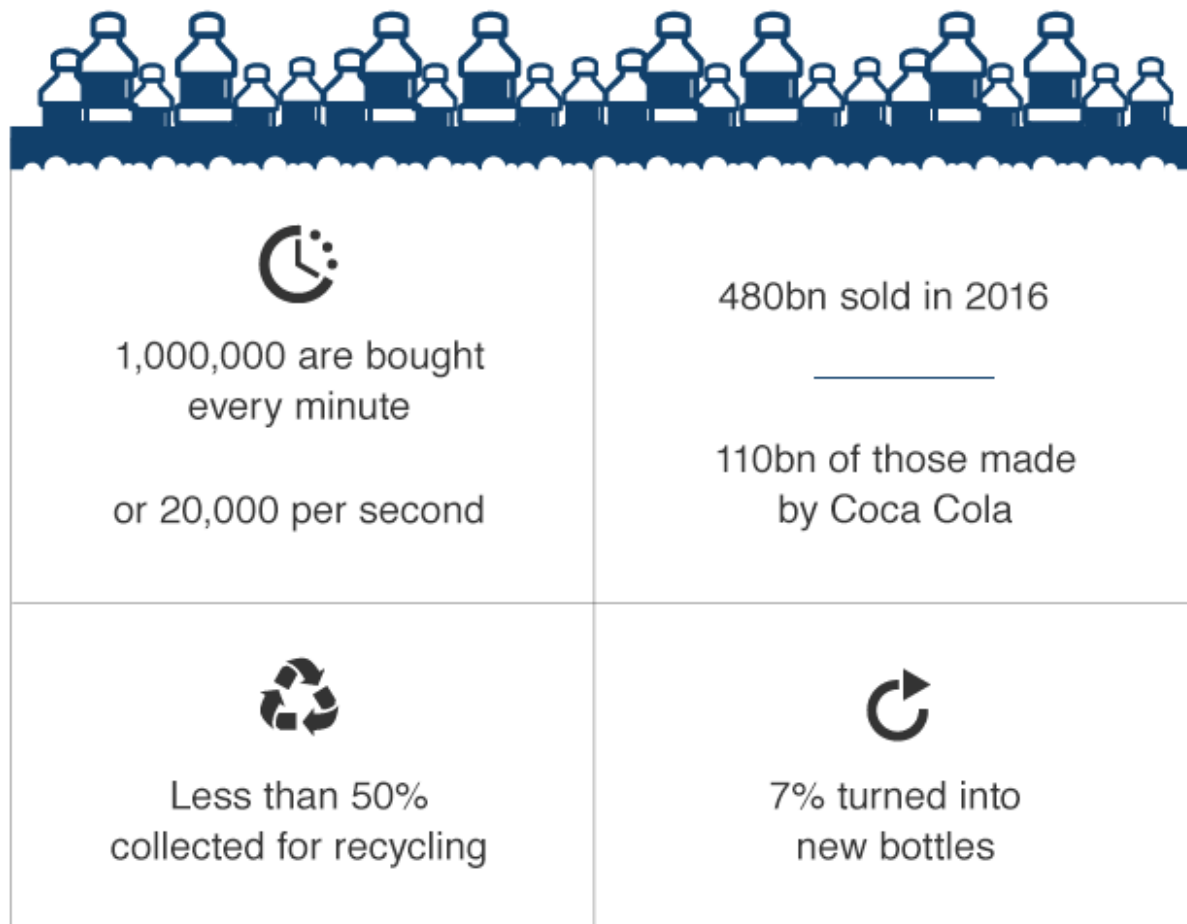 1,000,000 are bought
every minute
or 20,000 per second
480bn sold in 2016
110bn of those made
by Coca Cola
Less than 50%
collected for recycling
7% turned into
new bottles